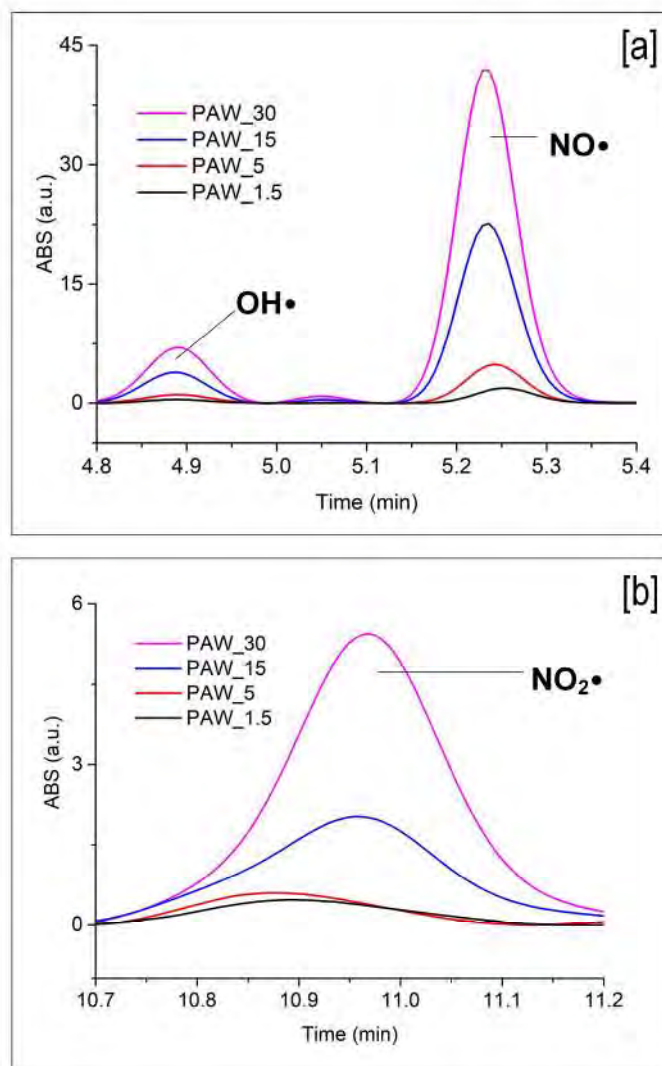 [a]
45
PAW_30
PAW_15
PAW_5
PAW_1.5
NO•
30
ABS (a.u.)
15
OH•
0
4.8 4.9 5.0 5.1 5.2 5.3 5.4
Time (min)
[b]
6
PAW_30
PAW_15
PAW_5
PAW_1.5
NO₂•
ABS (a.u.)
3
0
10.7 10.8 10.9 11.0 11.1 11.2
Time (min)